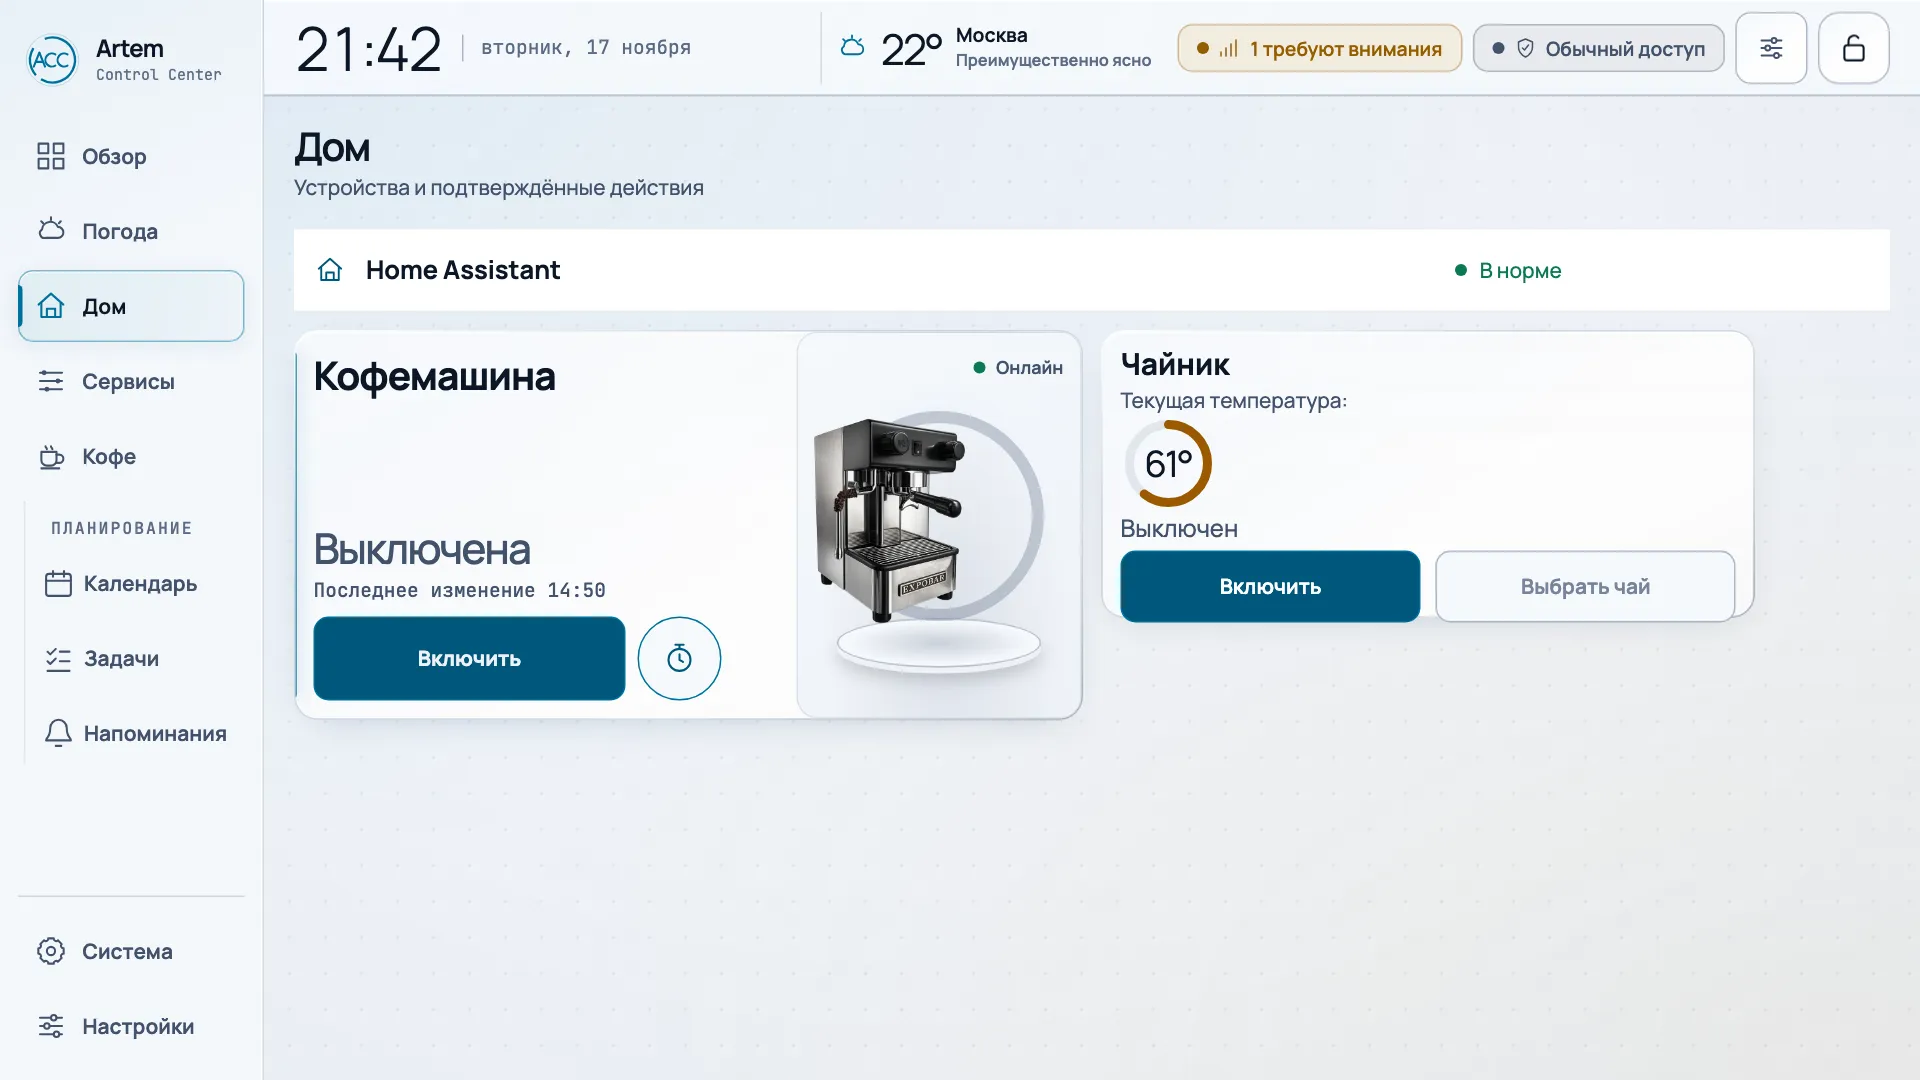 ACC
Artem
Control Center
Обзор
Погода
Дом
Сервисы
Кофе
ПЛАНИРОВАНИЕ
Календарь
Задачи
Напоминания
Система
Настройки
21:42
вторник, 17 ноября
22°
Москва
Преимущественно ясно
1 требуют внимания
Обычный доступ
Дом
Устройства и подтверждённые действия
Home Assistant
В норме
Кофемашина
Онлайн
EXPOBAR
Выключена
Последнее изменение 14:50
Включить
Чайник
Текущая температура:
61°
Выключен
Включить
Выбрать чай